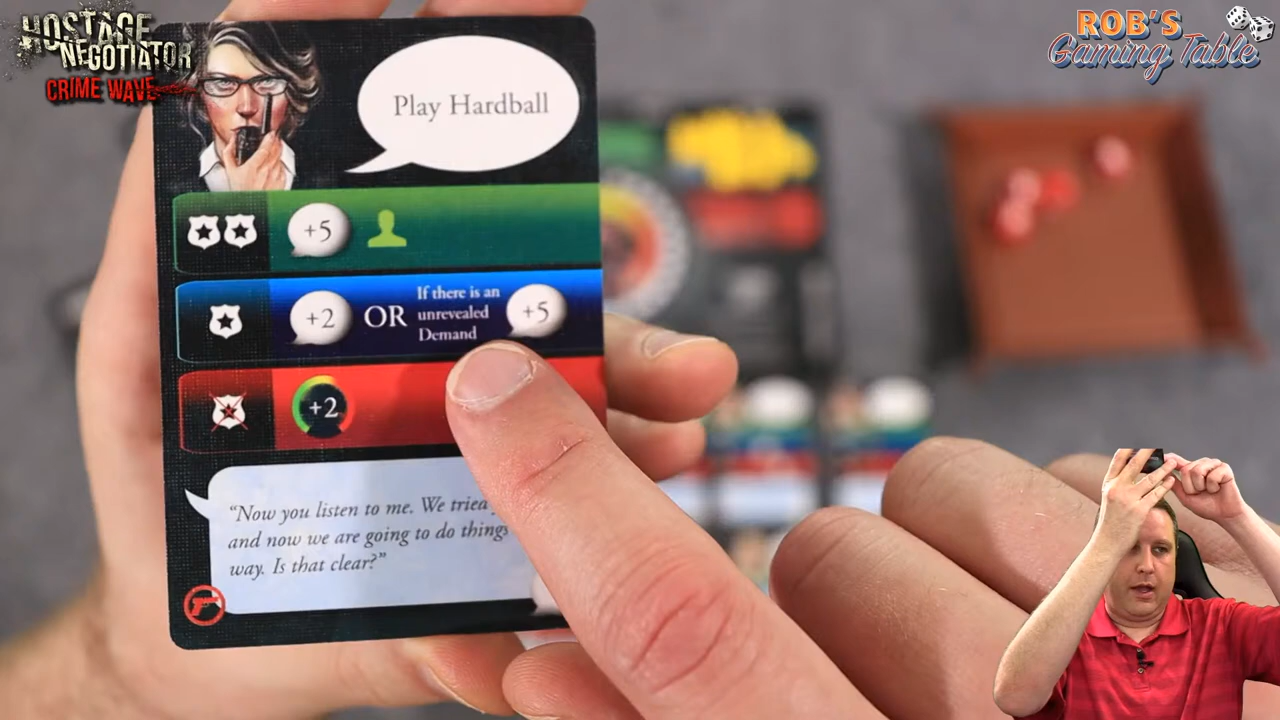 HOSTAGE
NEGOTIATOR
CRIME WAVE
ROB'S
Gaming Table
Play Hardball
+5
+2 OR If there is an
unrevealed
Demand
+5
+2
"Now you listen to me. We tried
and now we are going to do things
way. Is that clear?"